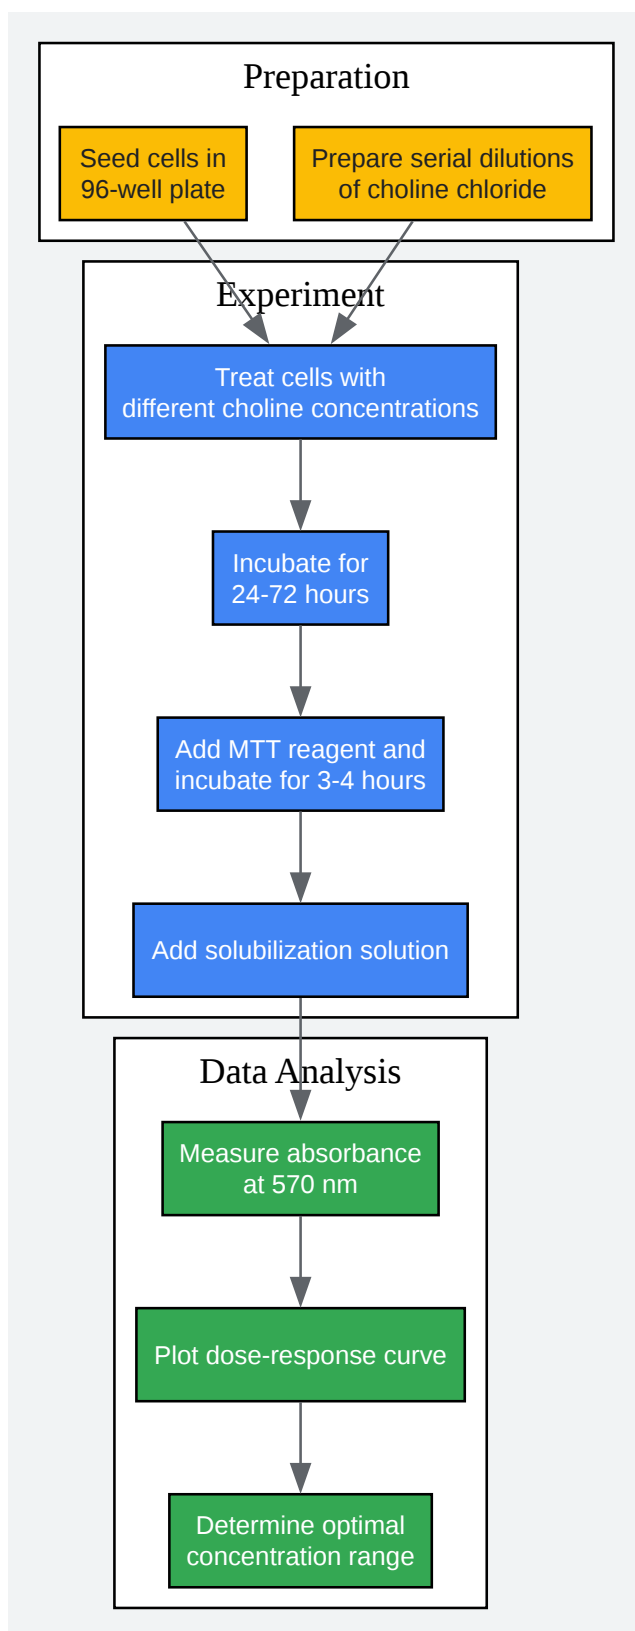 Preparation
Seed cells in
96-well plate
Prepare serial dilutions
of choline chloride
Experiment
Treat cells with
different choline concentrations
Incubate for
24-72 hours
Add MTT reagent and
incubate for 3-4 hours
Add solubilization solution
Data Analysis
Measure absorbance
at 570 nm
Plot dose-response curve
Determine optimal
concentration range